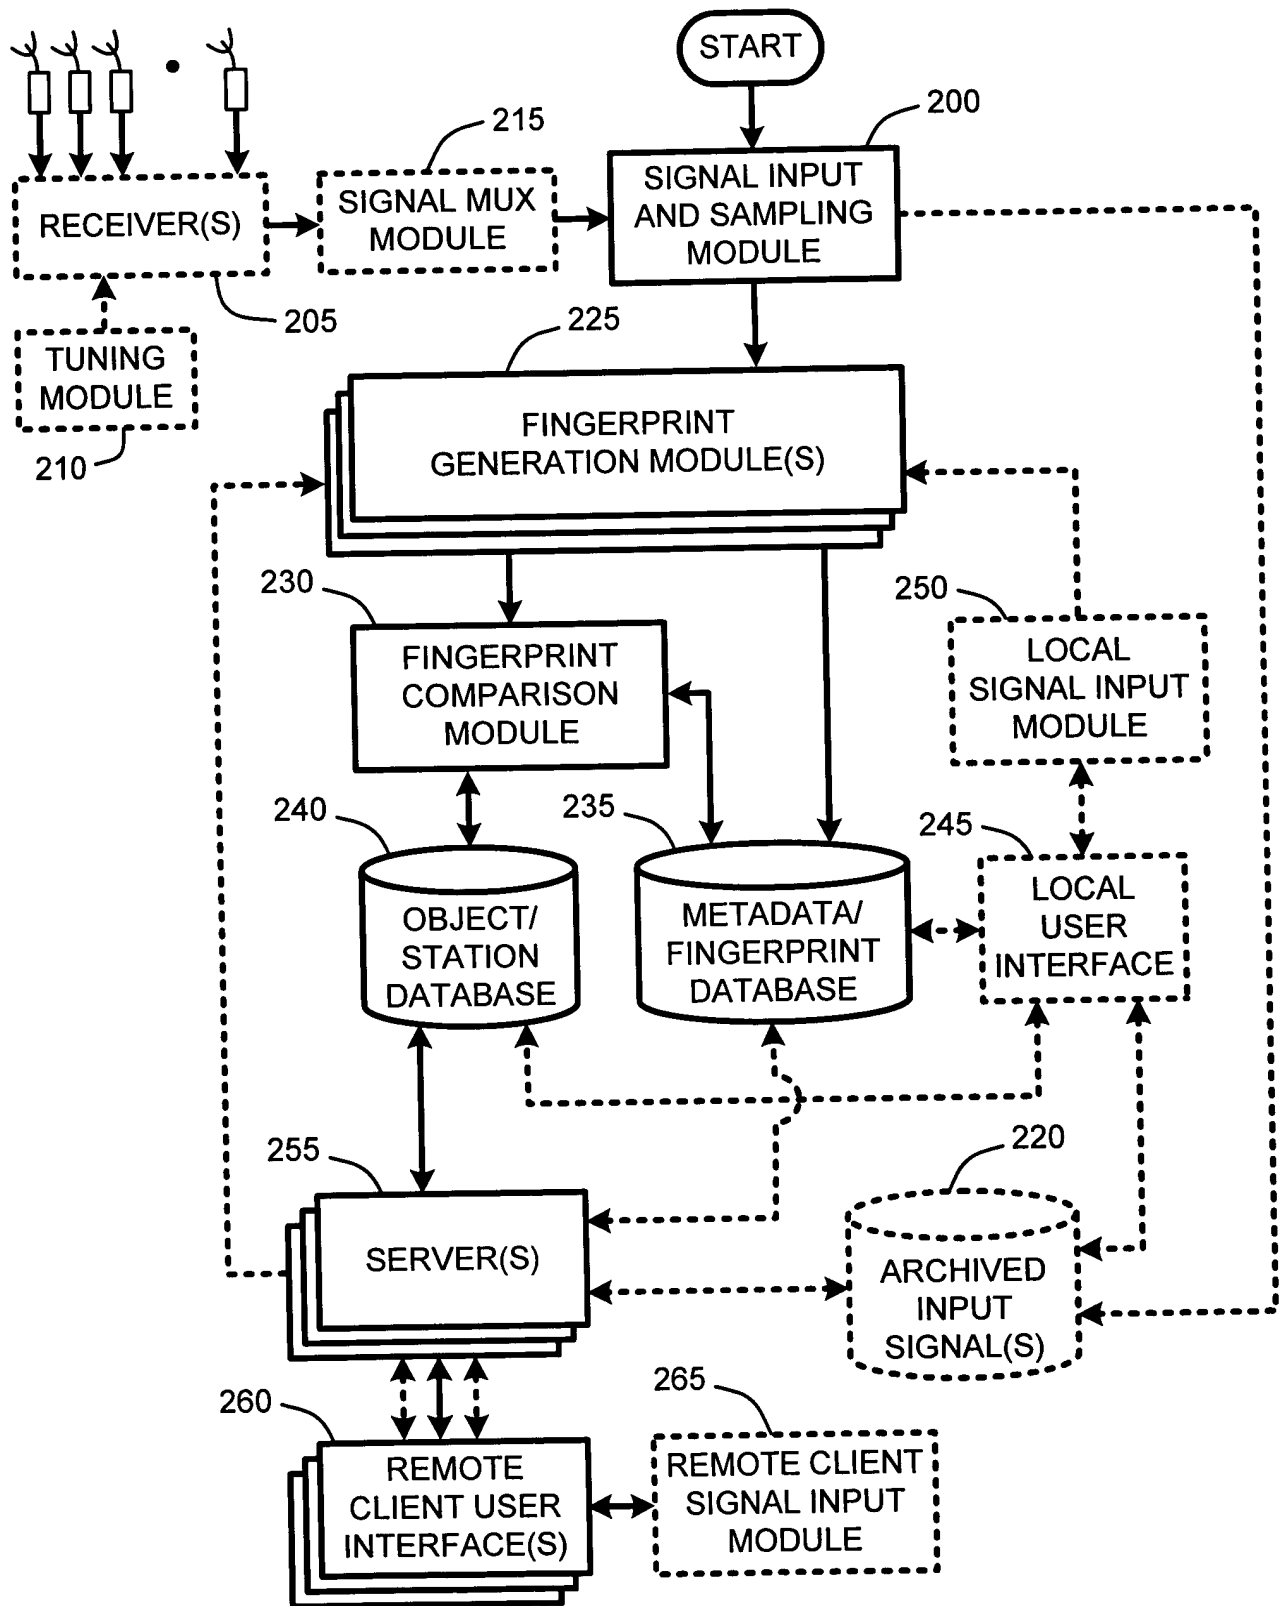 START
200
215
SIGNAL INPUT
AND SAMPLING
MODULE
SIGNAL MUX
MODULE
RECEIVER(S)
205
TUNING
MODULE
210
225
FINGERPRINT
GENERATION MODULE(S)
230
FINGERPRINT
COMPARISON
MODULE
250
LOCAL
SIGNAL INPUT
MODULE
240
OBJECT/
STATION
DATABASE
235
METADATA/
FINGERPRINT
DATABASE
245
LOCAL
USER
INTERFACE
255
SERVER(S)
220
ARCHIVED
INPUT
SIGNAL(S)
260
REMOTE
CLIENT USER
INTERFACE(S)
265
REMOTE CLIENT
SIGNAL INPUT
MODULE